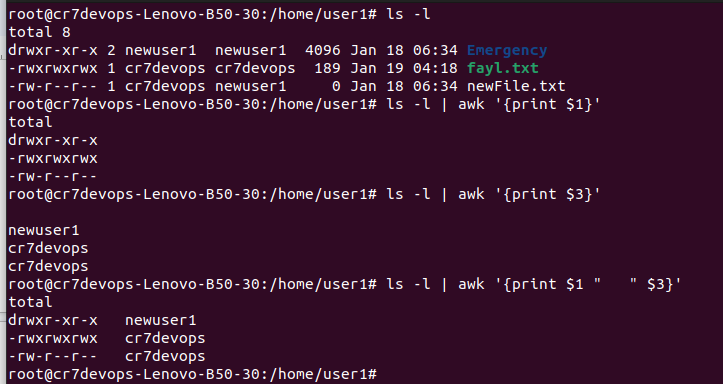 root@cr7devops-Lenovo-B50-30:/home/user1# ls -l
total 8
drwxr-xr-x 2 newuser1  newuser1  4096 Jan 18 06:34 Emergency
-rwxrwxrwx 1 cr7devops cr7devops  189 Jan 19 04:18 fayl.txt
-rw-r--r-- 1 cr7devops newuser1     0 Jan 18 06:34 newFile.txt
root@cr7devops-Lenovo-B50-30:/home/user1# ls -l | awk '{print $1}'
total
drwxr-xr-x
-rwxrwxrwx
-rw-r--r--
root@cr7devops-Lenovo-B50-30:/home/user1# ls -l | awk '{print $3}'

newuser1
cr7devops
cr7devops
root@cr7devops-Lenovo-B50-30:/home/user1# ls -l | awk '{print $1 "   " $3}'
total
drwxr-xr-x   newuser1
-rwxrwxrwx   cr7devops
-rw-r--r--   cr7devops
root@cr7devops-Lenovo-B50-30:/home/user1#